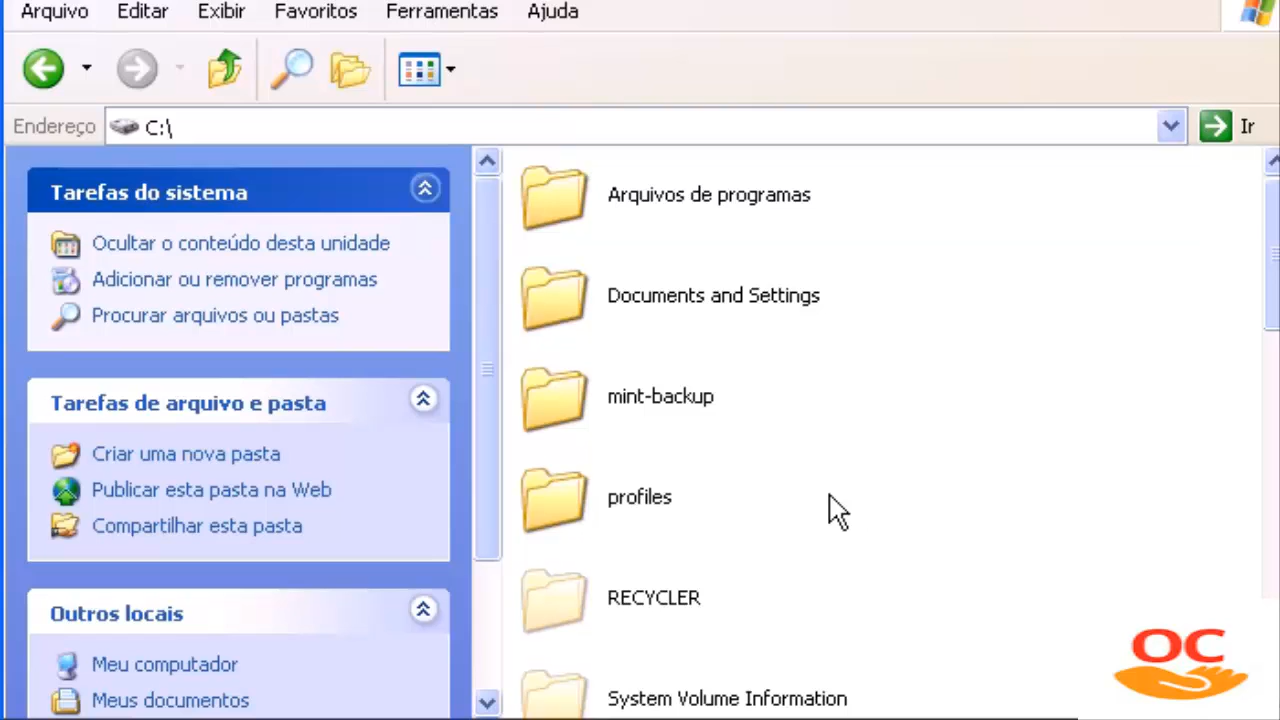 Arquivo Editar Exibir Favoritos Ferramentas Ajuda
Endereço C:\ Ir
Tarefas do sistema
Ocultar o conteúdo desta unidade
Adicionar ou remover programas
Procurar arquivos ou pastas
Tarefas de arquivo e pasta
Criar uma nova pasta
Publicar esta pasta na Web
Compartilhar esta pasta
Outros locais
Meu computador
Meus documentos
Arquivos de programas
Documents and Settings
mint-backup
profiles
RECYCLER
System Volume Information
OC